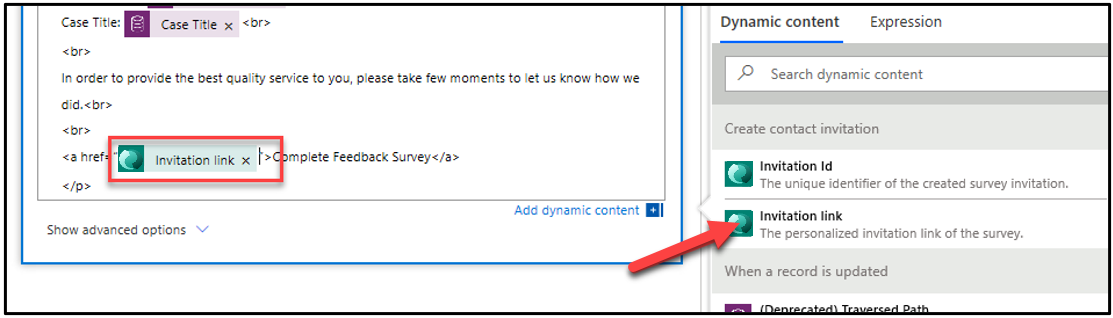 Case Title: Case Title × <br>
<br>
In order to provide the best quality service to you, please take few moments to let us know how we
did.<br>
<br>
<a href="Invitation link ×">Complete Feedback Survey</a>
</p>
Add dynamic content
Show advanced options
Dynamic content
Expression
Search dynamic content
Create contact invitation
Invitation Id
The unique identifier of the created survey invitation.
Invitation link
The personalized invitation link of the survey.
When a record is updated
(Deprecated) Traversed Path